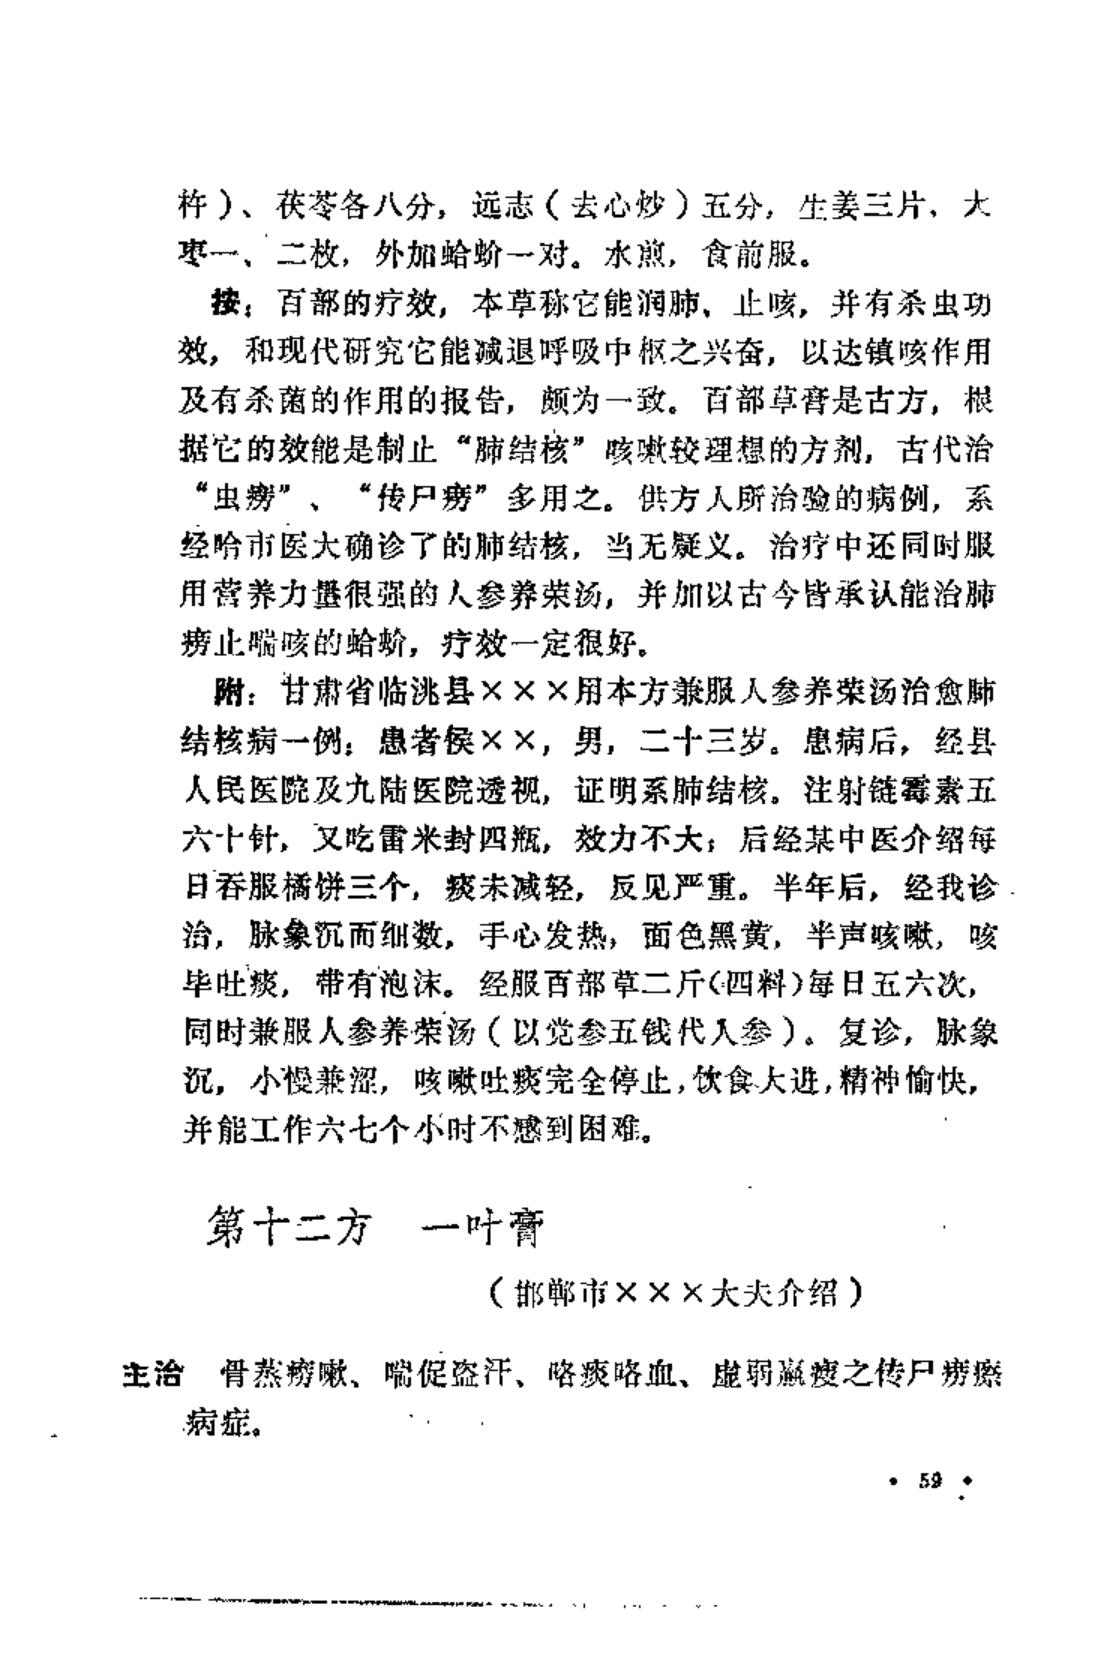 杵）、茯苓各八分，远志（去心炒）五分，生姜三片、大
枣一、二枚，外加蛤蚧一对。水煎，食前服。
按：百部的疗效，本草称它能润肺、止咳，并有杀虫功
效，和现代研究它能减退呼吸中枢之兴奋，以达镇咳作用
及有杀菌的作用的报告，颇为一致。百部草膏是古方，根
据它的效能是制止“肺结核”咳嗽较理想的方剂，古代治
“虫痨”、“传尸痨”多用之。供方人所治验的病例，系
经哈市医大确诊了的肺结核，当无疑义。治疗中还同时服
用营养力量很强的人参养荣汤，并加以古今皆承认能治肺
痨止喘咳的蛤蚧，疗效一定很好。
附：甘肃省临洮县×××用本方兼服人参养荣汤治愈肺
结核病一例：患者侯××，男，二十三岁。患病后，经县
人民医院及九陆医院透视，证明系肺结核。注射链霉素五
六十针，又吃雷米封四瓶，效力不大；后经某中医介绍每
日吞服橘饼三个，痰未减轻，反见严重。半年后，经我诊
治，脉象沉而细数，手心发热，面色黑黄，半声咳嗽，咳
毕吐痰，带有泡沫。经服百部草二斤（四料）每日五六次，
同时兼服人参养荣汤（以党参五钱代人参）。复诊，脉象
沉，小慢兼涩，咳嗽吐痰完全停止，饮食大进，精神愉快，
并能工作六七个小时不感到困难。
第十二方　一叶膏
（邯郸市×××大夫介绍）
主治　骨蒸痨嗽、喘促盗汗、咯痰咯血、虚弱羸瘦之传尸痨瘵
病症。
• 59 •